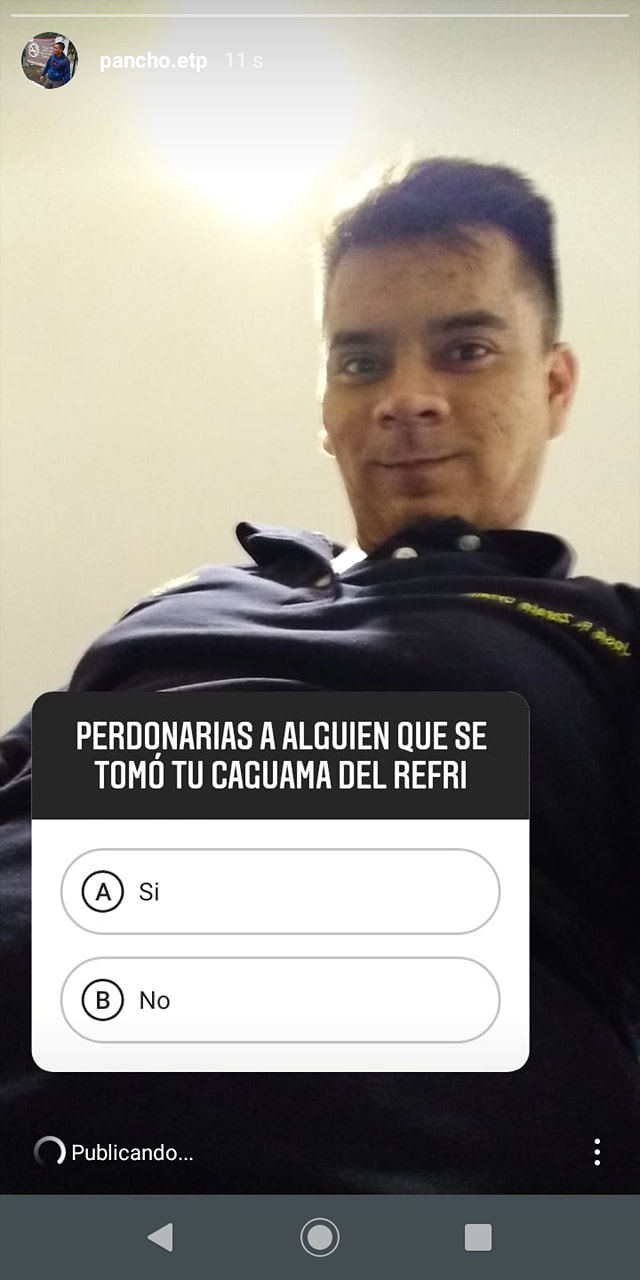 pancho.etp 11 s
PERDONARIAS A ALGUIEN QUE SE
TOMÓ TU CAGUAMA DEL REFRI
A Si
B No
Publicando...